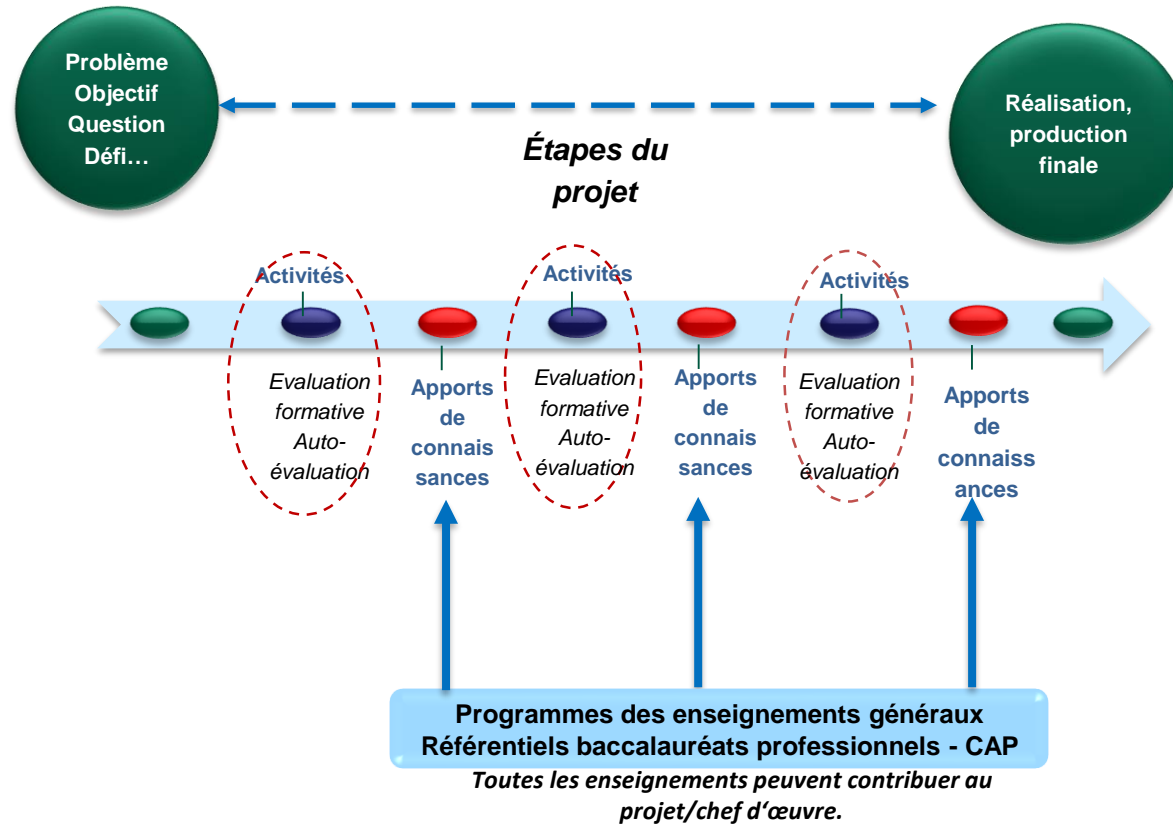 Problème
Objectif
Question
Défi…
Réalisation,
production
finale
Étapes du
projet
Activités
Evaluation
formative
Auto-
évaluation
Apports
de
connais
sances
Activités
Evaluation
formative
Auto-
évaluation
Apports
de
connais
sances
Activités
Evaluation
formative
Auto-
évaluation
Apports
de
connaiss
ances
Programmes des enseignements généraux
Référentiels baccalauréats professionnels - CAP
Toutes les enseignements peuvent contribuer au
projet/chef d‘œuvre.